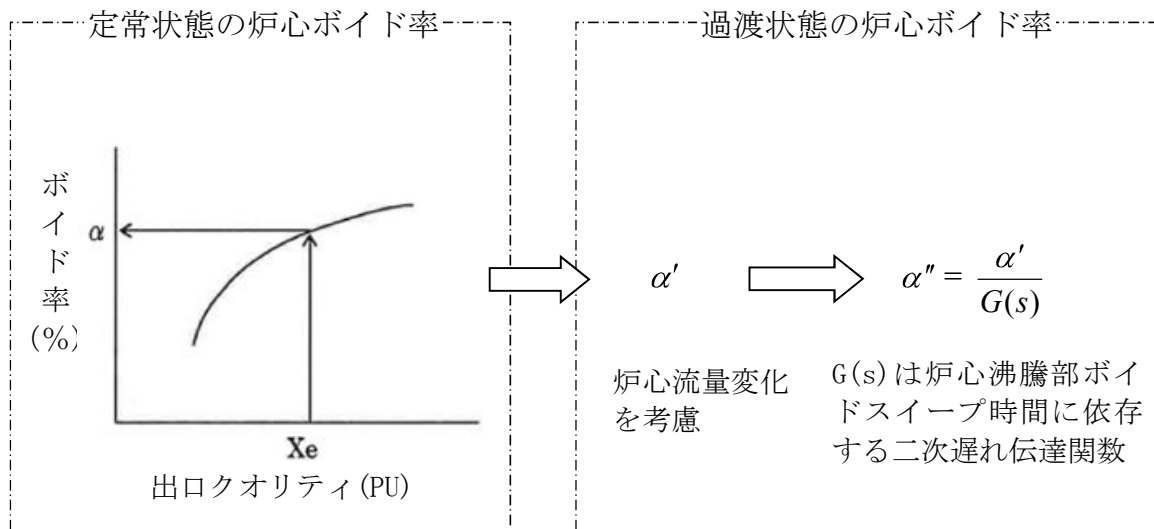 定常状態の炉心ボイド率
ボイド率(%)
α
Xe
出口クオリティ(PU)
過渡状態の炉心ボイド率
α′
炉心流量変化
を考慮
α″ = α′/G(s)
G(s)は炉心沸騰部ボイ
ドスイープ時間に依存
する二次遅れ伝達関数